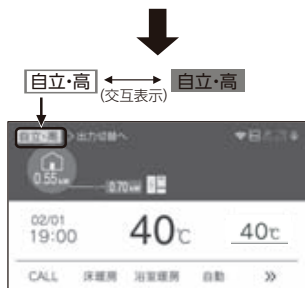 自立・高 自立・高
(交互表示)
自立・高 >出力切替へ
0.55kW
0.70kW
02/01
19:00 40℃ 40℃
CALL 床暖房 浴室暖房 自動 »